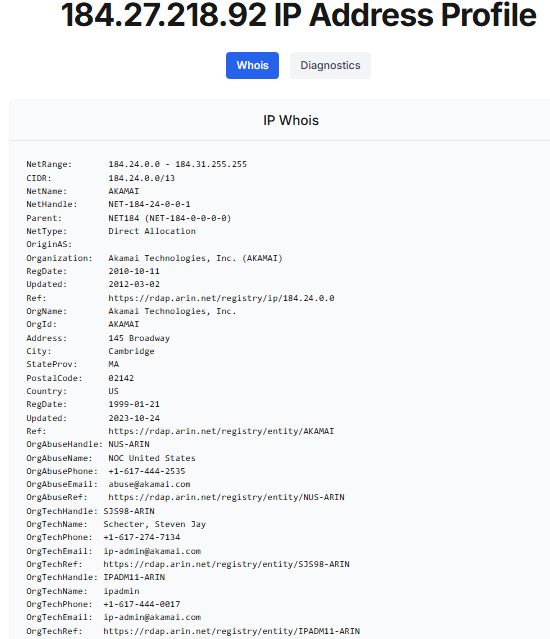 184.27.218.92 IP Address Profile
Whois
Diagnostics
IP Whois
NetRange: 184.24.0.0 - 184.31.255.255
CIDR: 184.24.0.0/13
NetName: AKAMAI
NetHandle: NET-184-24-0-0-1
Parent: NET184 (NET-184-0-0-0-0)
NetType: Direct Allocation
OriginAS:
Organization: Akamai Technologies, Inc. (AKAMAI)
RegDate: 2010-10-11
Updated: 2012-03-02
Ref: https://rdap.arin.net/registry/ip/184.24.0.0
OrgName: Akamai Technologies, Inc.
OrgId: AKAMAI
Address: 145 Broadway
City: Cambridge
StateProv: MA
PostalCode: 02142
Country: US
RegDate: 1999-01-21
Updated: 2023-10-24
Ref: https://rdap.arin.net/registry/entity/AKAMAI
OrgAbuseHandle: NUS-ARIN
OrgAbuseName: NOC United States
OrgAbusePhone: +1-617-444-2535
OrgAbuseEmail: abuse@akamai.com
OrgAbuseRef: https://rdap.arin.net/registry/entity/NUS-ARIN
OrgTechHandle: SJS98-ARIN
OrgTechName: Schecter, Steven Jay
OrgTechPhone: +1-617-274-7134
OrgTechEmail: ip-admin@akamai.com
OrgTechRef: https://rdap.arin.net/registry/entity/SJS98-ARIN
OrgTechHandle: IPADM11-ARIN
OrgTechName: ipadmin
OrgTechPhone: +1-617-444-0017
OrgTechEmail: ip-admin@akamai.com
OrgTechRef: https://rdap.arin.net/registry/entity/IPADM11-ARIN